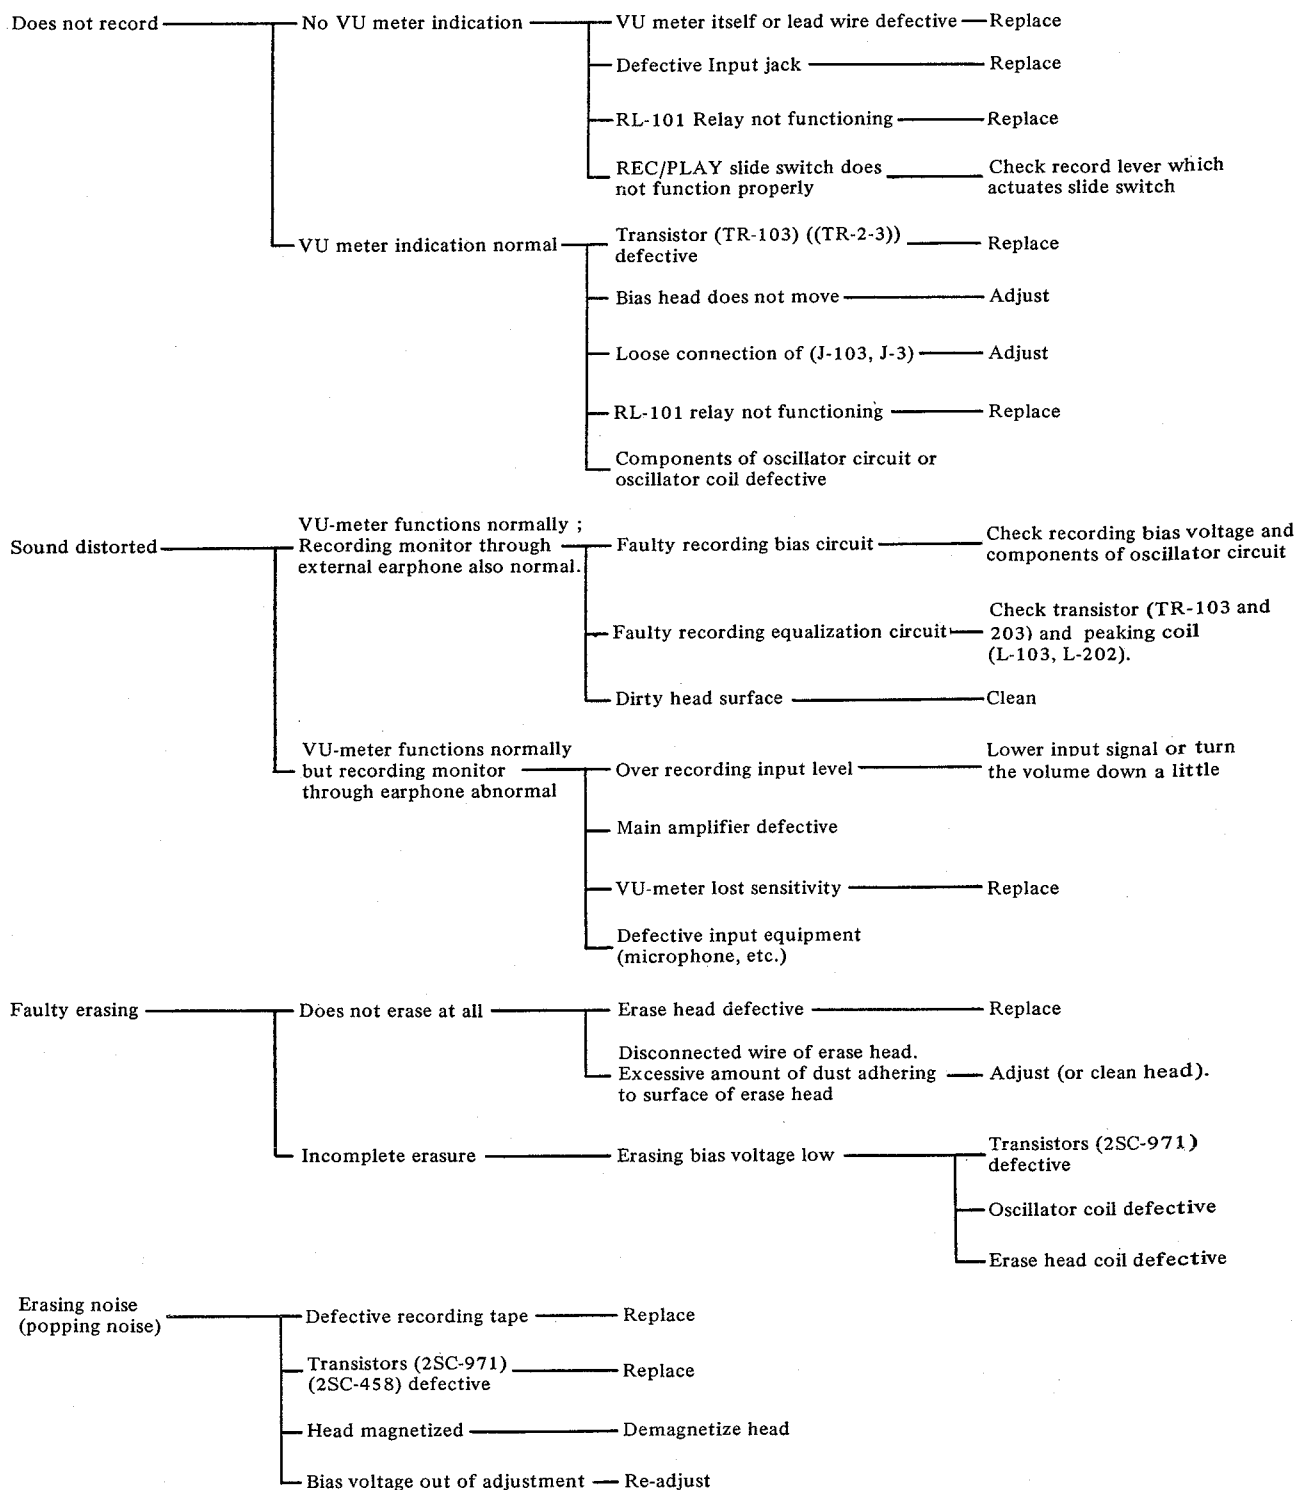 Does not record
No VU meter indication
VU meter itself or lead wire defective
Replace
Defective Input jack
Replace
RL-101 Relay not functioning
Replace
REC/PLAY slide switch does
not function properly
Check record lever which
actuates slide switch
VU meter indication normal
Transistor (TR-103) ((TR-2-3))
defective
Replace
Bias head does not move
Adjust
Loose connection of (J-103, J-3)
Adjust
RL-101 relay not functioning
Replace
Components of oscillator circuit or
oscillator coil defective
Sound distorted
VU-meter functions normally ;
Recording monitor through
external earphone also normal.
Faulty recording bias circuit
Check recording bias voltage and
components of oscillator circuit
Faulty recording equalization circuit
Check transistor (TR-103 and
203) and peaking coil
(L-103, L-202).
Dirty head surface
Clean
VU-meter functions normally
but recording monitor
through earphone abnormal
Over recording input level
Lower input signal or turn
the volume down a little
Main amplifier defective
VU-meter lost sensitivity
Replace
Defective input equipment
(microphone, etc.)
Faulty erasing
Does not erase at all
Erase head defective
Replace
Disconnected wire of erase head.
Excessive amount of dust adhering
to surface of erase head
Adjust (or clean head).
Incomplete erasure
Erasing bias voltage low
Transistors (2SC-971)
defective
Oscillator coil defective
Erase head coil defective
Erasing noise
(popping noise)
Defective recording tape
Replace
Transistors (2SC-971)
(2SC-458) defective
Replace
Head magnetized
Demagnetize head
Bias voltage out of adjustment
Re-adjust